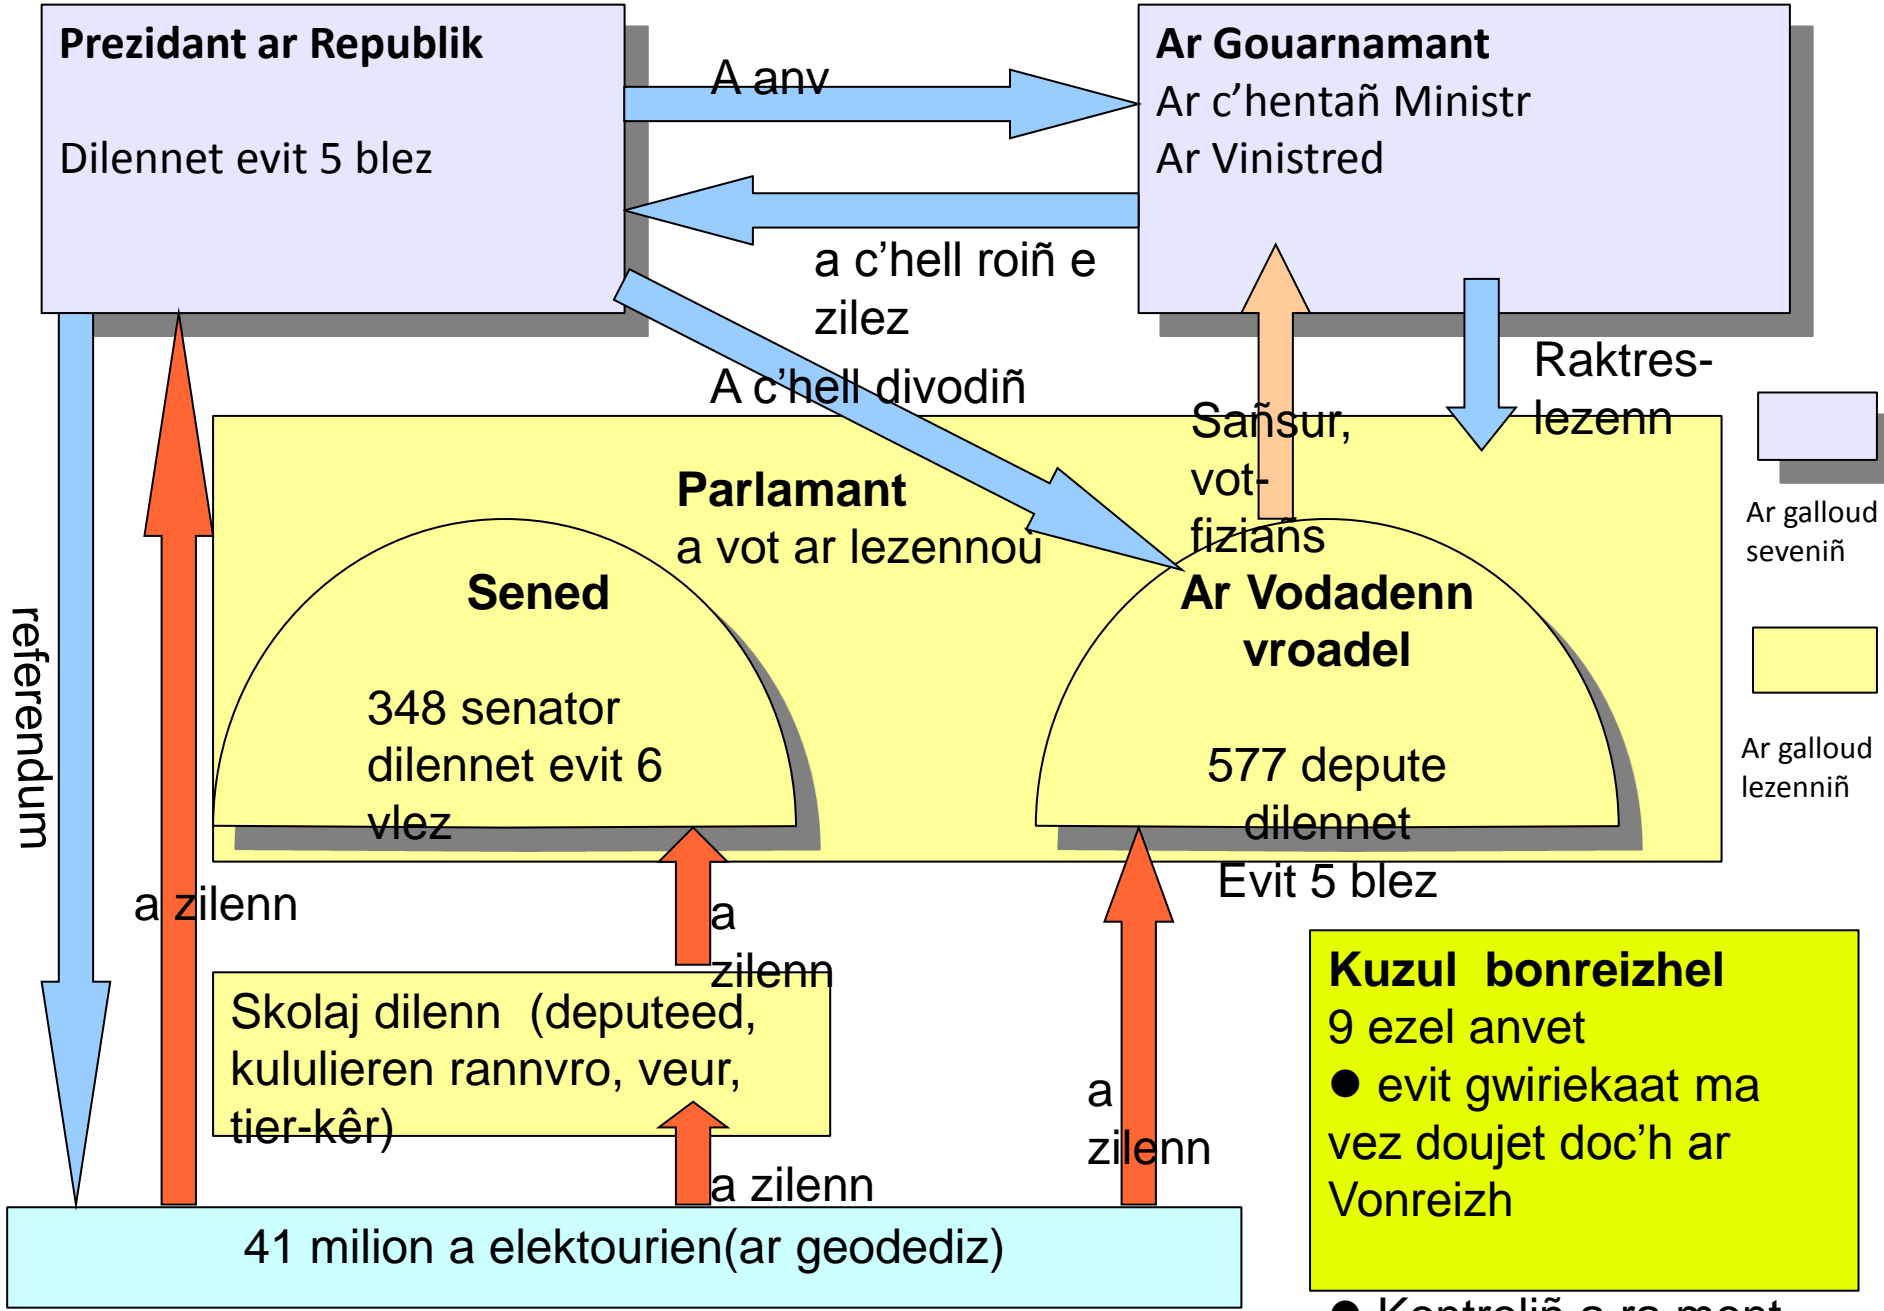 Prezidant ar Republik
Dilennet evit 5 blez
A anv
Ar Gouarnamant
Ar c'hentañ Ministr
Ar Vinistred
a c'hell roiñ e
zilez
A c'hell divodiñ
Sañsur,
vot-
fiziañs
Raktres-
lezenn
Ar galloud
seveniñ
Ar galloud
lezenniñ
Parlamant
a vot ar lezennoù
Sened
348 senator
dilennet evit 6
vlez
Ar Vodadenn
vroadel
577 depute
dilennet
Evit 5 blez
referendum
a zilenn
a
zilenn
Skolaj dilenn (deputeed,
kululieren rannvro, veur,
tier-kêr)
a zilenn
a
zilenn
Kuzul bonreizhel
9 ezel anvet
● evit gwiriekaat ma
vez doujet doc'h ar
Vonreizh
● Kontroliñ a ra mont
41 milion a elektourien(ar geodediz)